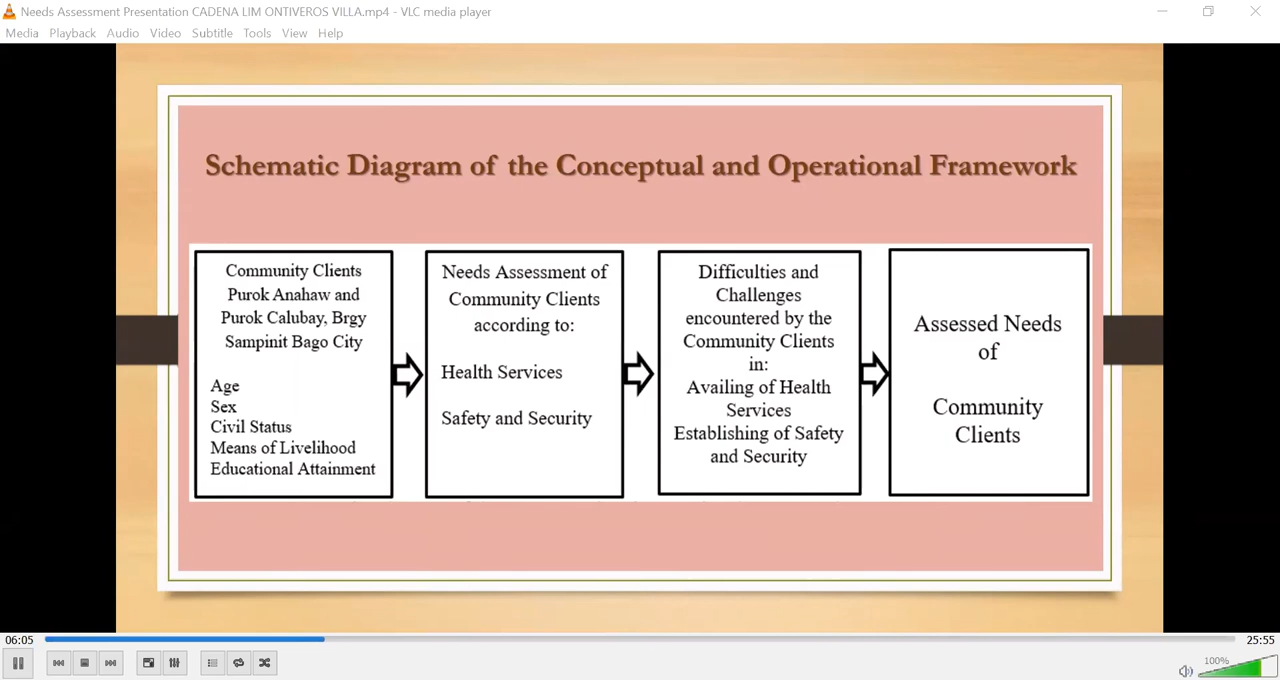 Needs Assessment Presentation CADENA LIM ONTIVEROS VILLA.mp4 - VLC media player
Media Playback Audio Video Subtitle Tools View Help
Schematic Diagram of the Conceptual and Operational Framework
Community Clients
Purok Anahaw and
Purok Calubay, Brgy
Sampinit Bago City
Age
Sex
Civil Status
Means of Livelihood
Educational Attainment
Needs Assessment of
Community Clients
according to:
Health Services
Safety and Security
Difficulties and
Challenges
encountered by the
Community Clients
in:
Availing of Health
Services
Establishing of Safety
and Security
Assessed Needs
of
Community
Clients
06:05
25:55
100%